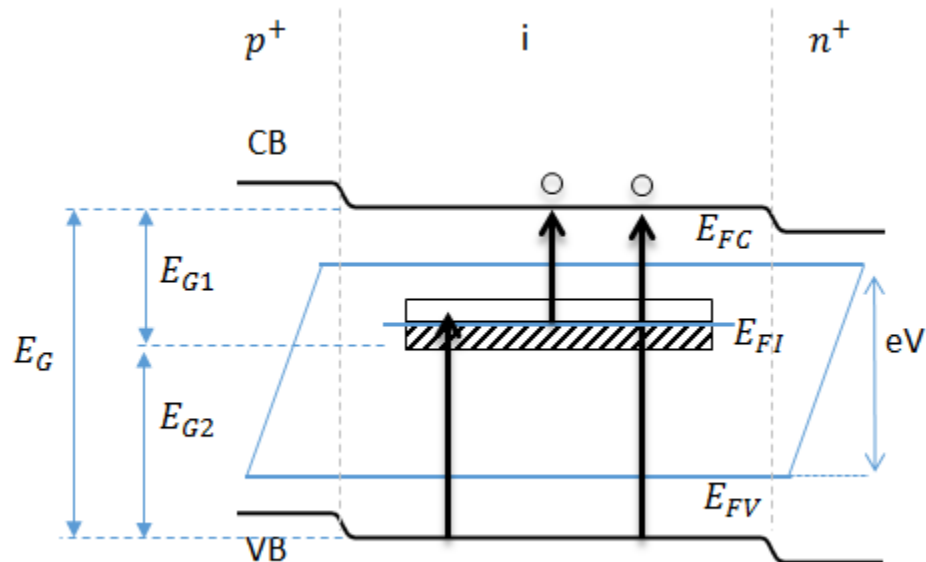 p⁺ i n⁺
CB
E_FC
E_G1
E_G
E_FI
eV
E_G2
E_FV
VB